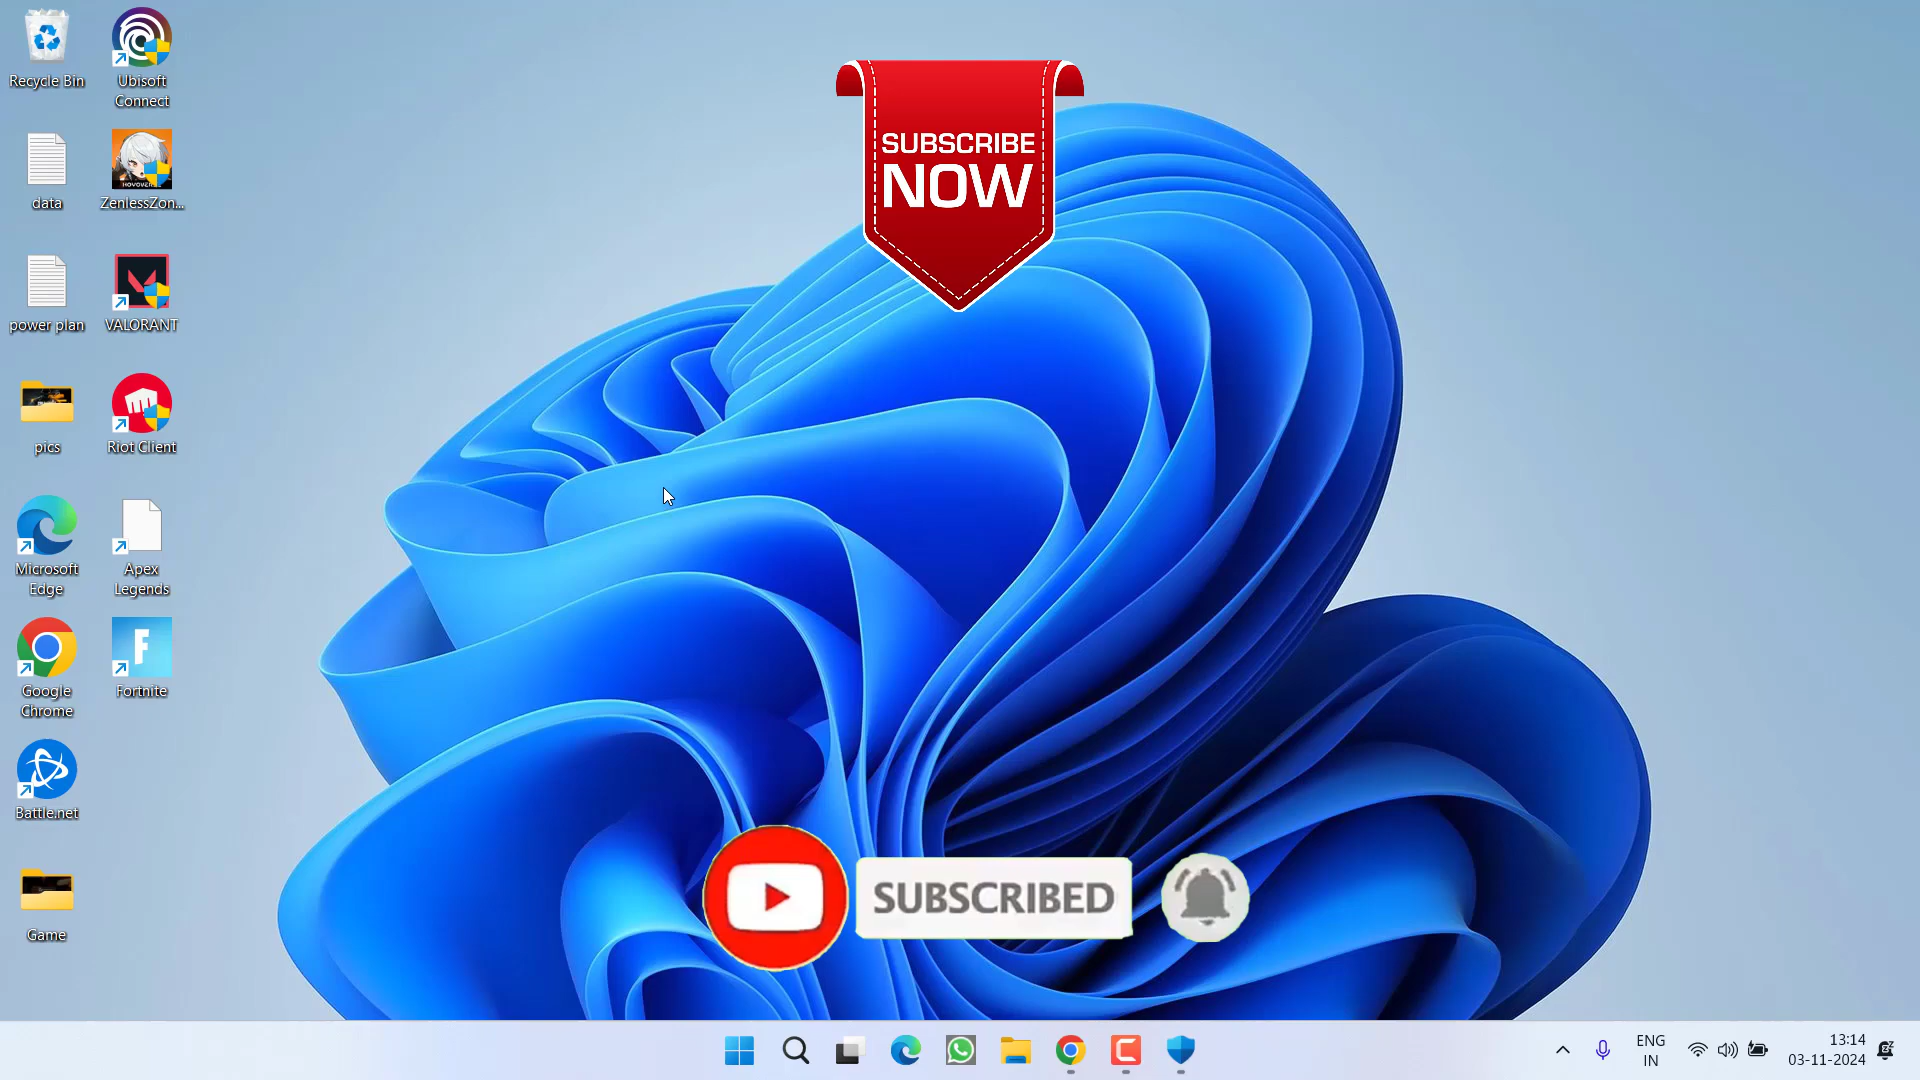 Recycle Bin
Ubisoft
Connect
data
ZenlessZon...
power plan
VALORANT
pics
Riot Client
Microsoft
Edge
Apex
Legends
Google
Chrome
Fortnite
Battle.net
Game
SUBSCRIBE
NOW
SUBSCRIBED
ENG
IN
13:14
03-11-2024